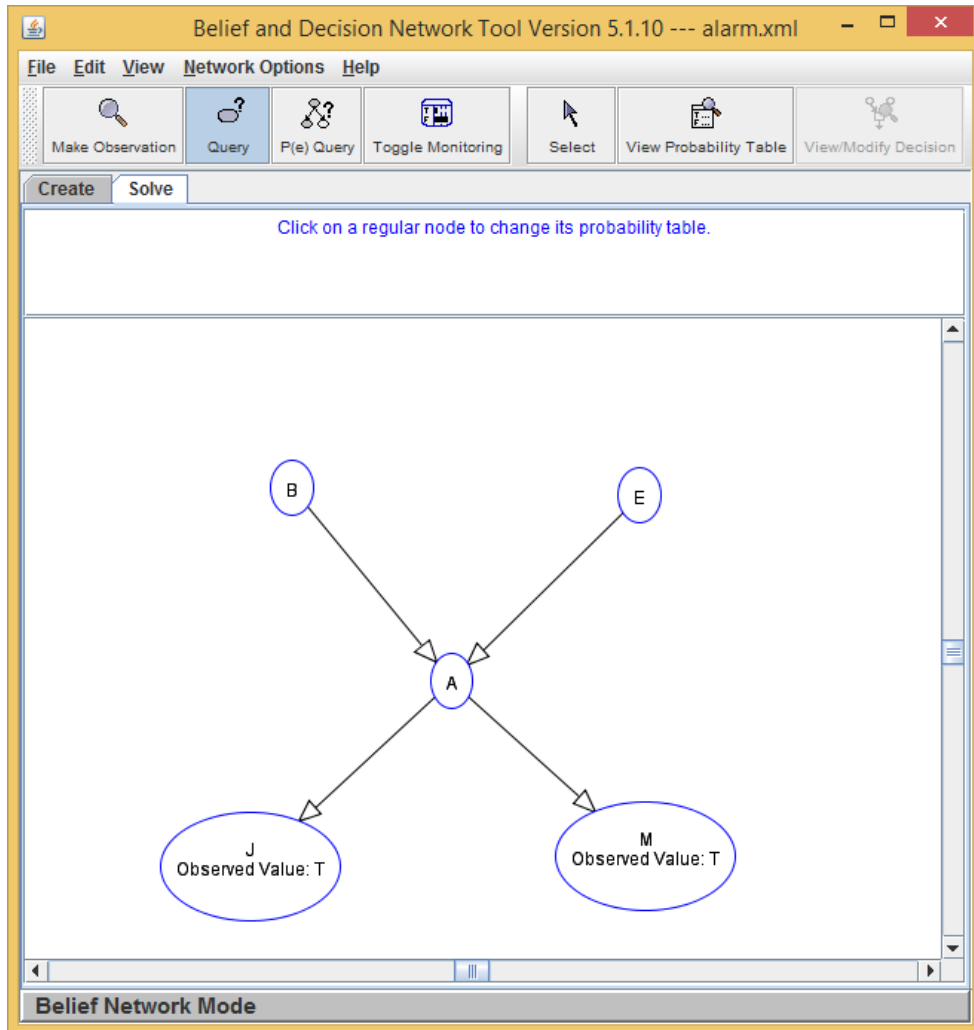 Belief and Decision Network Tool Version 5.1.10 --- alarm.xml
File Edit View Network Options Help
Make Observation Query P(e) Query Toggle Monitoring Select View Probability Table View/Modify Decision
Create Solve
Click on a regular node to change its probability table.
B
E
A
J
Observed Value: T
M
Observed Value: T
Belief Network Mode